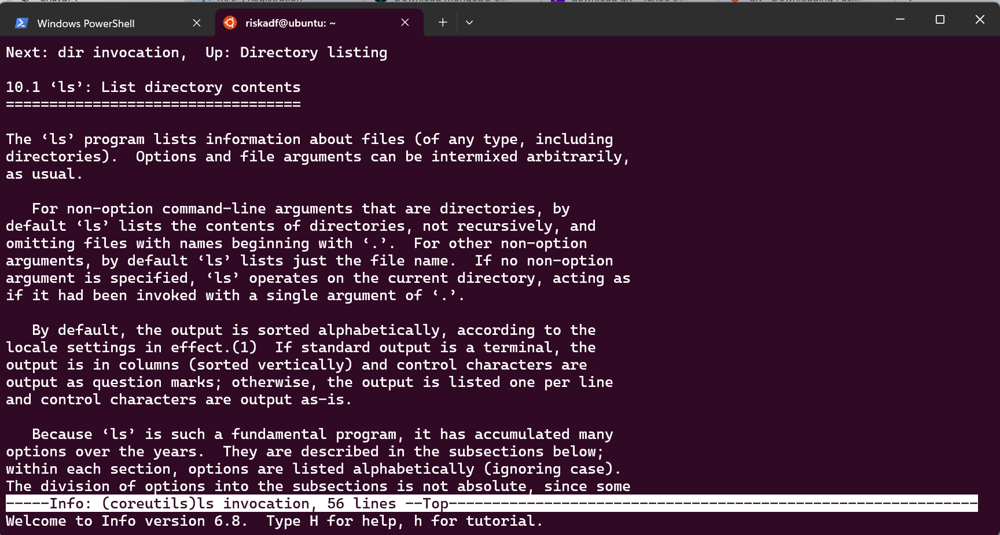 Windows PowerShell
riskadf@ubuntu: ~
Next: dir invocation,  Up: Directory listing
10.1 ‘ls’: List directory contents
==================================
The ‘ls’ program lists information about files (of any type, including
directories).  Options and file arguments can be intermixed arbitrarily,
as usual.
For non-option command-line arguments that are directories, by
default ‘ls’ lists the contents of directories, not recursively, and
omitting files with names beginning with ‘.’.  For other non-option
arguments, by default ‘ls’ lists just the file name.  If no non-option
argument is specified, ‘ls’ operates on the current directory, acting as
if it had been invoked with a single argument of ‘.’.
By default, the output is sorted alphabetically, according to the
locale settings in effect.(1)  If standard output is a terminal, the
output is in columns (sorted vertically) and control characters are
output as question marks; otherwise, the output is listed one per line
and control characters are output as-is.
Because ‘ls’ is such a fundamental program, it has accumulated many
options over the years.  They are described in the subsections below;
within each section, options are listed alphabetically (ignoring case).
The division of options into the subsections is not absolute, since some
-----Info: (coreutils)ls invocation, 56 lines --Top-------------------------------------------------------------
Welcome to Info version 6.8.  Type H for help, h for tutorial.